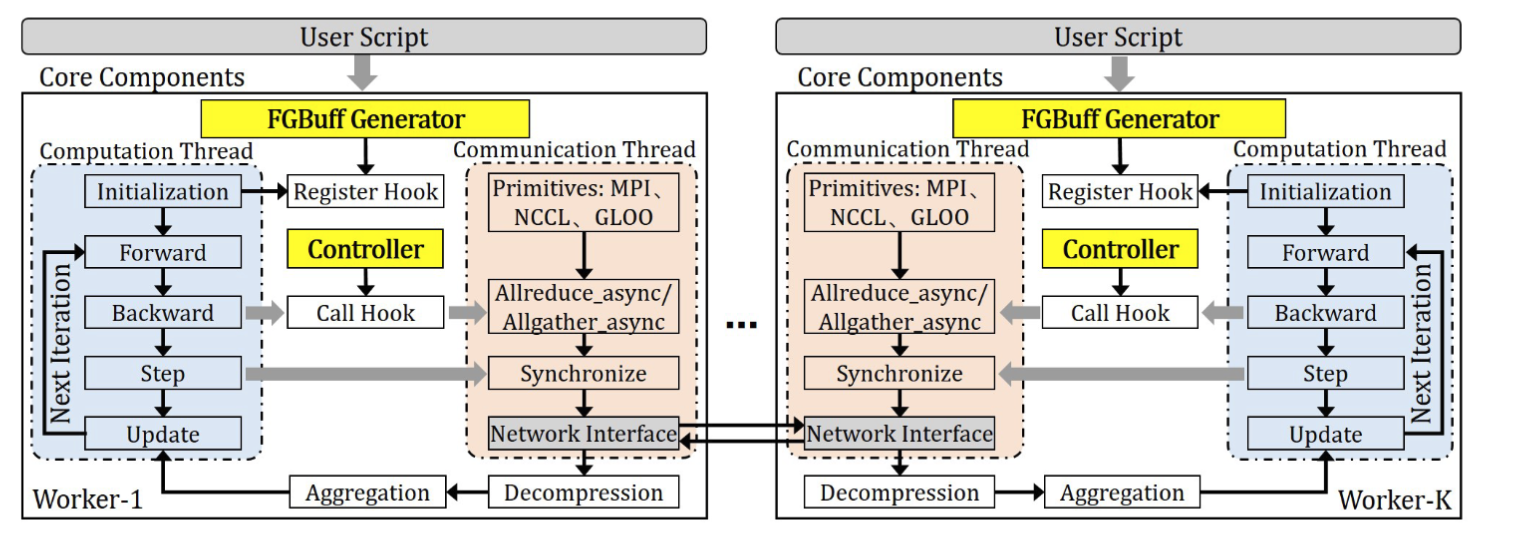 User Script
Core Components
FGBuff Generator
Computation Thread
Communication Thread
Initialization
Register Hook
Primitives: MPI、
NCCL、GLOO
Forward
Controller
Backward
Call Hook
Allreduce_async/
Allgather_async
Next Iteration
Step
Synchronize
Update
Network Interface
Worker-1
Aggregation
Decompression
...
User Script
Core Components
FGBuff Generator
Communication Thread
Computation Thread
Primitives: MPI、
NCCL、GLOO
Register Hook
Initialization
Controller
Forward
Allreduce_async/
Allgather_async
Call Hook
Backward
Next Iteration
Synchronize
Step
Network Interface
Update
Decompression
Aggregation
Worker-K